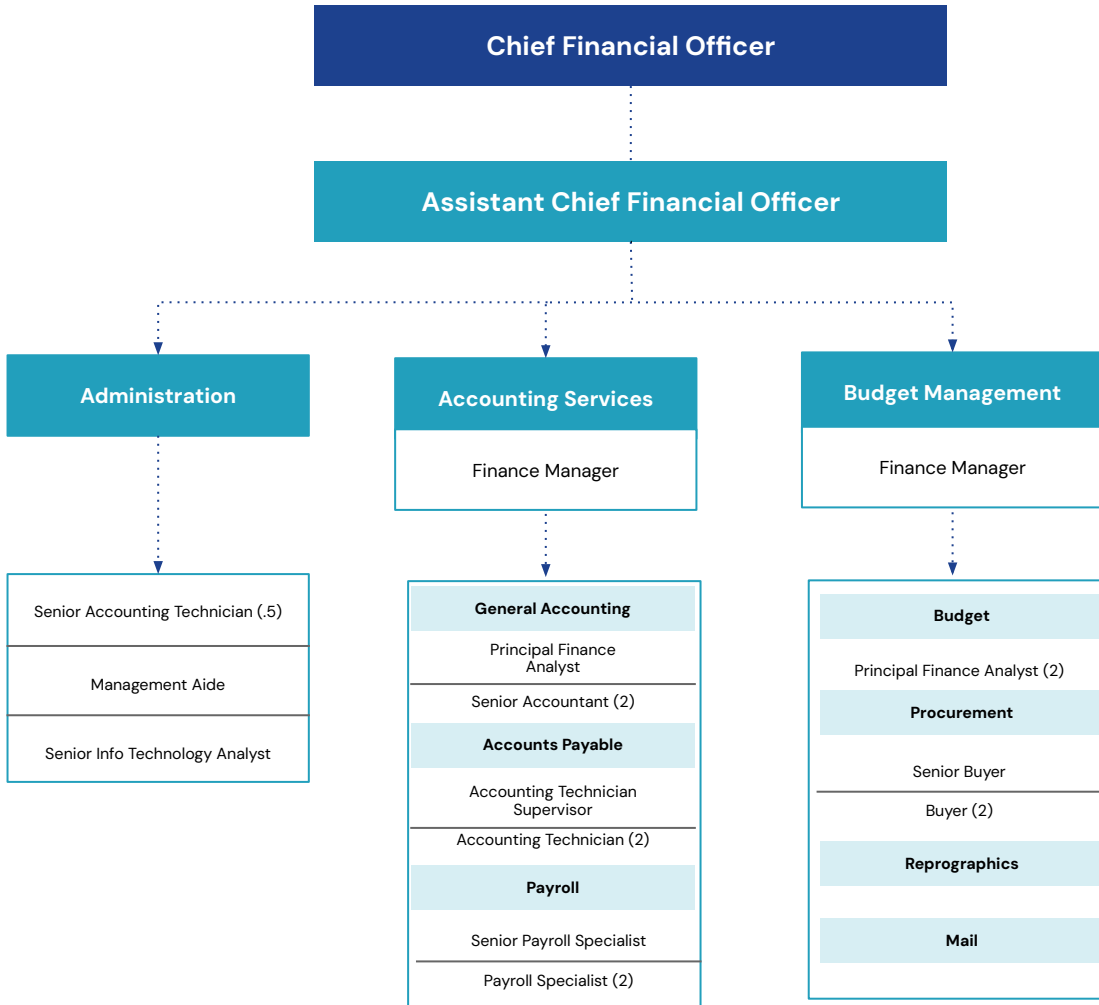 Chief Financial Officer
Assistant Chief Financial Officer
Administration
Senior Accounting Technician (.5)
Management Aide
Senior Info Technology Analyst
Accounting Services
Finance Manager
General Accounting
Principal Finance
Analyst
Senior Accountant (2)
Accounts Payable
Accounting Technician
Supervisor
Accounting Technician (2)
Payroll
Senior Payroll Specialist
Payroll Specialist (2)
Budget Management
Finance Manager
Budget
Principal Finance Analyst (2)
Procurement
Senior Buyer
Buyer (2)
Reprographics
Mail